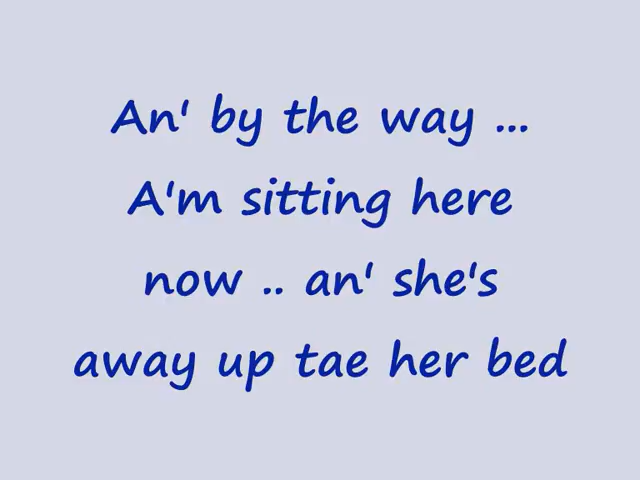 An' by the way ...
A'm sitting here
now .. an' she's
away up tae her bed